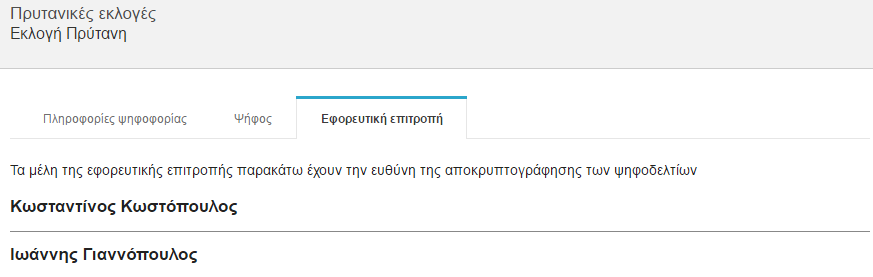 Πρυτανικές εκλογές
Εκλογή Πρύτανη
Πληροφορίες ψηφοφορίας Ψήφος Εφορευτική επιτροπή
Τα μέλη της εφορευτικής επιτροπής παρακάτω έχουν την ευθύνη της αποκρυπτογράφησης των ψηφοδελτίων
Κωσταντίνος Κωστόπουλος
Ιωάννης Γιαννόπουλος